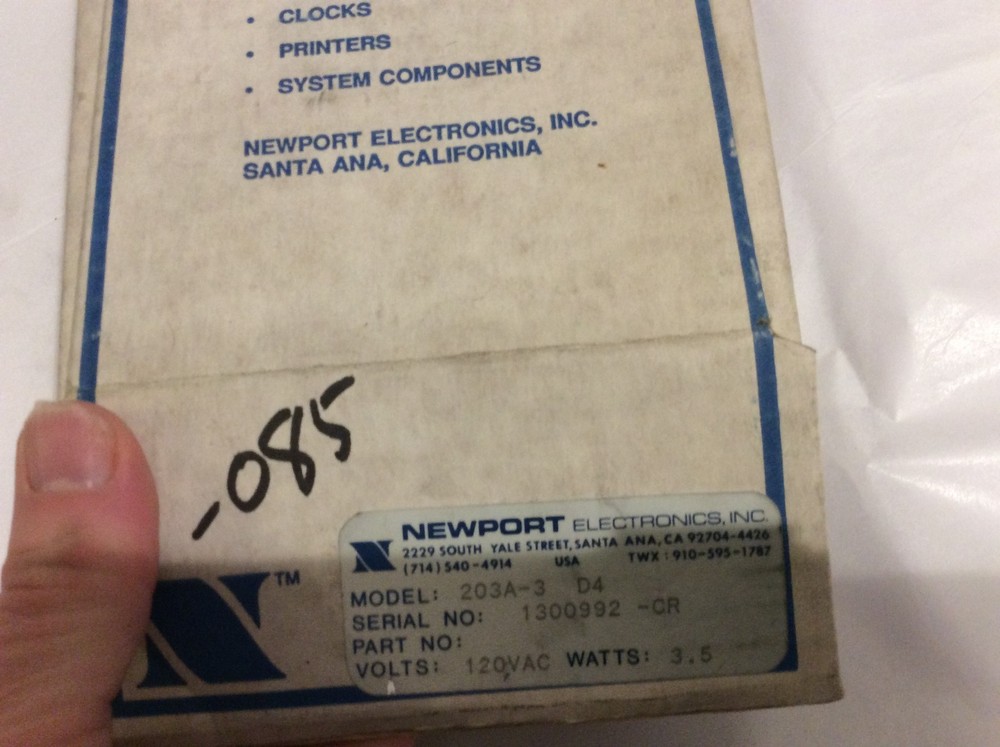 • CLOCKS
• PRINTERS
• SYSTEM COMPONENTS
NEWPORT ELECTRONICS, INC.
SANTA ANA, CALIFORNIA
-085
N™
NEWPORT ELECTRONICS, INC.
2229 SOUTH YALE STREET, SANTA ANA, CA 92704-4426
(714) 540-4914 USA TWX : 910-595-1787
MODEL: 203A-3 D4
SERIAL NO: 1300992 -CR
PART NO:
VOLTS: 120VAC WATTS: 3.5